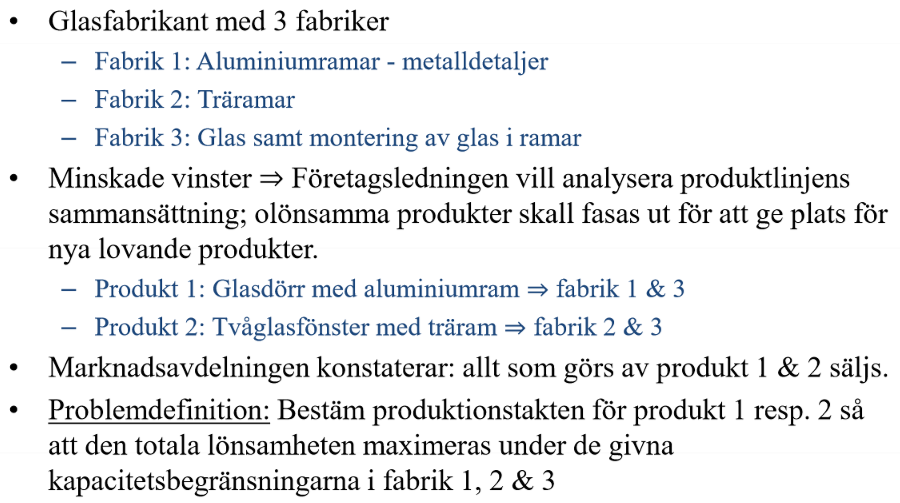 • Glasfabrikant med 3 fabriker
– Fabrik 1: Aluminiumramar - metalldetaljer
– Fabrik 2: Träramar
– Fabrik 3: Glas samt montering av glas i ramar
• Minskade vinster ⇒ Företagsledningen vill analysera produktlinjens
sammansättning; olönsamma produkter skall fasas ut för att ge plats för
nya lovande produkter.
– Produkt 1: Glasdörr med aluminiumram ⇒ fabrik 1 & 3
– Produkt 2: Tvåglasfönster med träram ⇒ fabrik 2 & 3
• Marknadsavdelningen konstaterar: allt som görs av produkt 1 & 2 säljs.
• Problemdefinition: Bestäm produktionstakten för produkt 1 resp. 2 så
att den totala lönsamheten maximeras under de givna
kapacitetsbegränsningarna i fabrik 1, 2 & 3